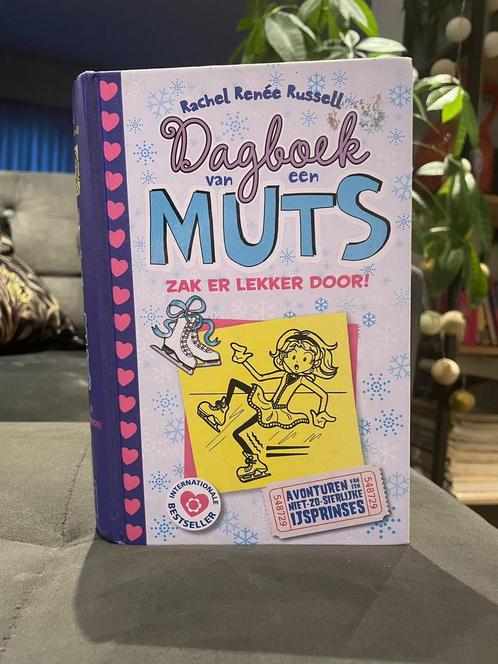 Rachel Renée Russell
Dagboek
van een
MUTS
ZAK ER LEKKER DOOR!
INTERNATIONALE
BESTSELLER
548729
AVONTUREN VAN EEN
NIET-ZO-SIERLIJKE
IJSPRINSES
548729